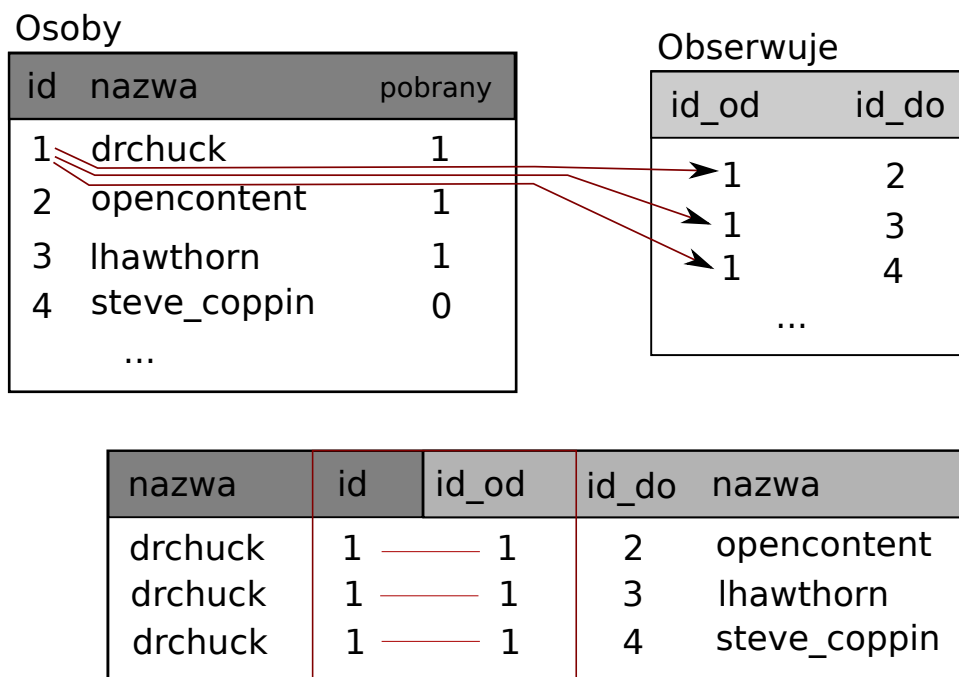 Osoby
id nazwa pobrany
1 drchuck 1
2 opencontent 1
3 lhawthorn 1
4 steve_coppin 0
...
Obserwuje
id_od id_do
1 2
1 3
1 4
...
nazwa id id_od id_do nazwa
drchuck 1 1 2 opencontent
drchuck 1 1 3 lhawthorn
drchuck 1 1 4 steve_coppin